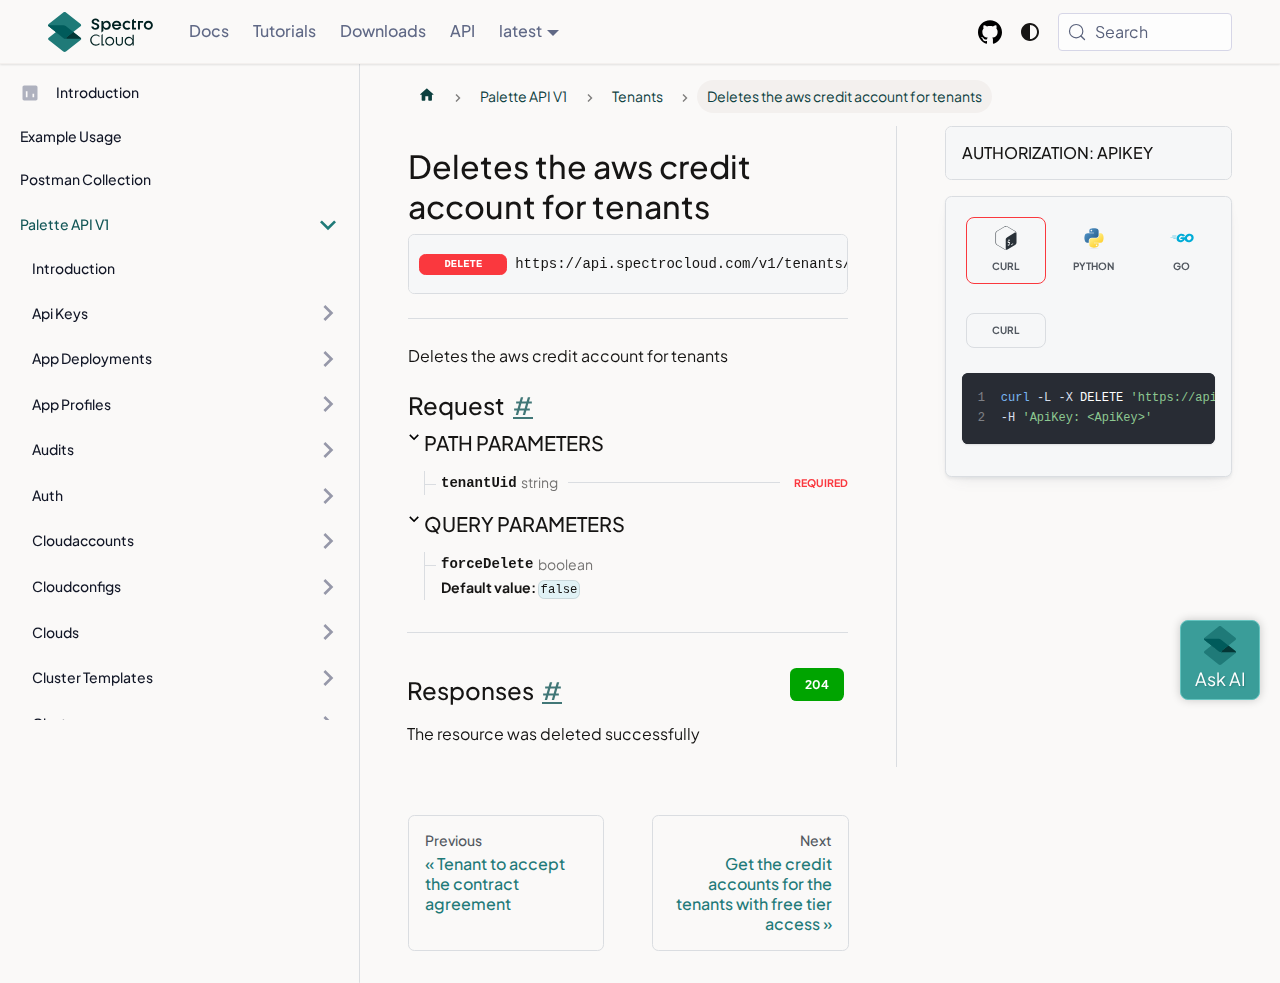 Spectro Cloud
Docs
Tutorials
Downloads
API
latest
Search
Introduction
Example Usage
Postman Collection
Palette API V1
Introduction
Api Keys
App Deployments
App Profiles
Audits
Auth
Cloudaccounts
Cloudconfigs
Clouds
Cluster Templates
Palette API V1
Tenants
Deletes the aws credit account for tenants
Deletes the aws credit
account for tenants
DELETE https://api.spectrocloud.com/v1/tenants/
Deletes the aws credit account for tenants
Request #
PATH PARAMETERS
tenantUid string REQUIRED
QUERY PARAMETERS
forceDelete boolean
Default value: false
Responses # 204
The resource was deleted successfully
Previous
« Tenant to accept
the contract
agreement
Next
Get the credit
accounts for the
tenants with free tier
access »
AUTHORIZATION: APIKEY
CURL
PYTHON
GO
CURL
1 curl -L -X DELETE 'https://api
2 -H 'ApiKey: <ApiKey>'
Ask AI